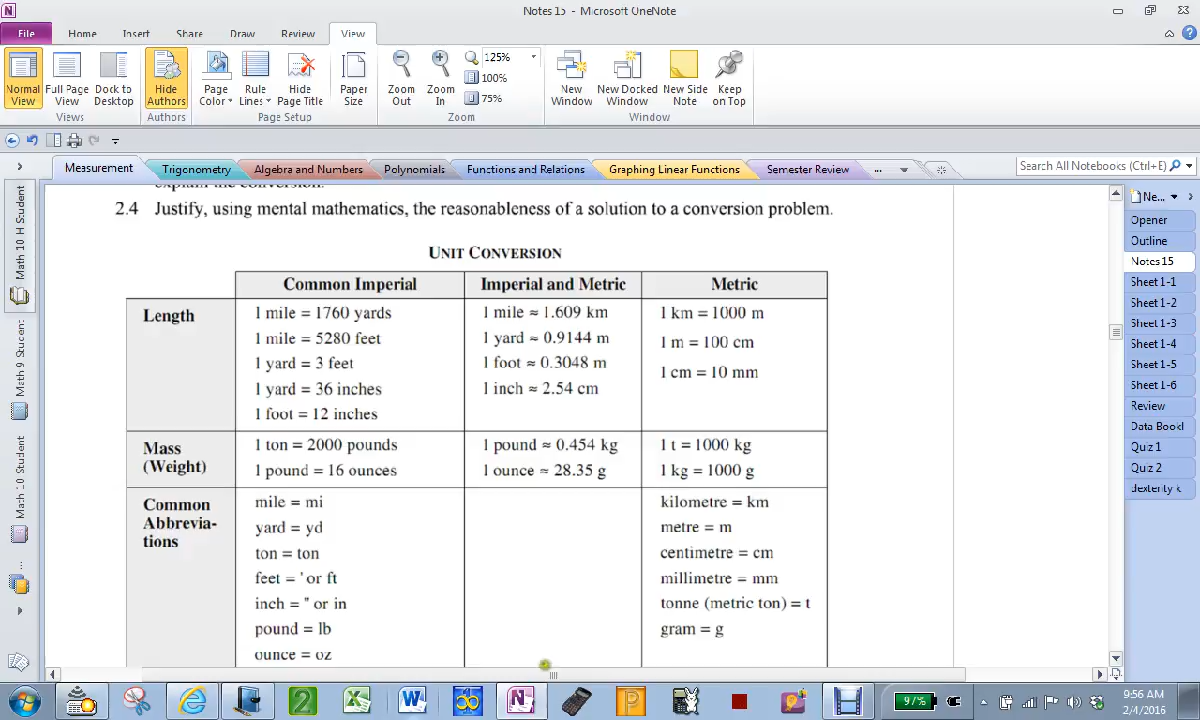 Notes 15 - Microsoft OneNote
File Home Insert Share Draw Review View
Normal View
Full Page View
Dock to Desktop
Hide Authors
Page Color
Rule Lines
Hide Page Title
Paper Size
Zoom Out
Zoom In
125%
100%
75%
New Window
New Docked Window
New Side Note
Keep on Top
Views Authors Page Setup Zoom Window
Measurement Trigonometry Algebra and Numbers Polynomials Functions and Relations Graphing Linear Functions Semester Review ...
Search All Notebooks (Ctrl+E)
Math 10 H Student
Math 9 Student
Math 10 Student
explain the conversion.
2.4 Justify, using mental mathematics, the reasonableness of a solution to a conversion problem.
UNIT CONVERSION
Common Imperial Imperial and Metric Metric
Length
1 mile = 1760 yards
1 mile = 5280 feet
1 yard = 3 feet
1 yard = 36 inches
1 foot = 12 inches
1 mile ≈ 1.609 km
1 yard ≈ 0.9144 m
1 foot ≈ 0.3048 m
1 inch ≈ 2.54 cm
1 km = 1000 m
1 m = 100 cm
1 cm = 10 mm
Mass
(Weight)
1 ton = 2000 pounds
1 pound = 16 ounces
1 pound ≈ 0.454 kg
1 ounce ≈ 28.35 g
1 t = 1000 kg
1 kg = 1000 g
Common
Abbrevia-
tions
mile = mi
yard = yd
ton = ton
feet = ' or ft
inch = " or in
pound = lb
ounce = oz
kilometre = km
metre = m
centimetre = cm
millimetre = mm
tonne (metric ton) = t
gram = g
Ne...
Opener
Outline
Notes 15
Sheet 1-1
Sheet 1-2
Sheet 1-3
Sheet 1-4
Sheet 1-5
Sheet 1-6
Review
Data Bookl
Quiz 1
Quiz 2
dexterity k
97%
9:56 AM
2/4/2016